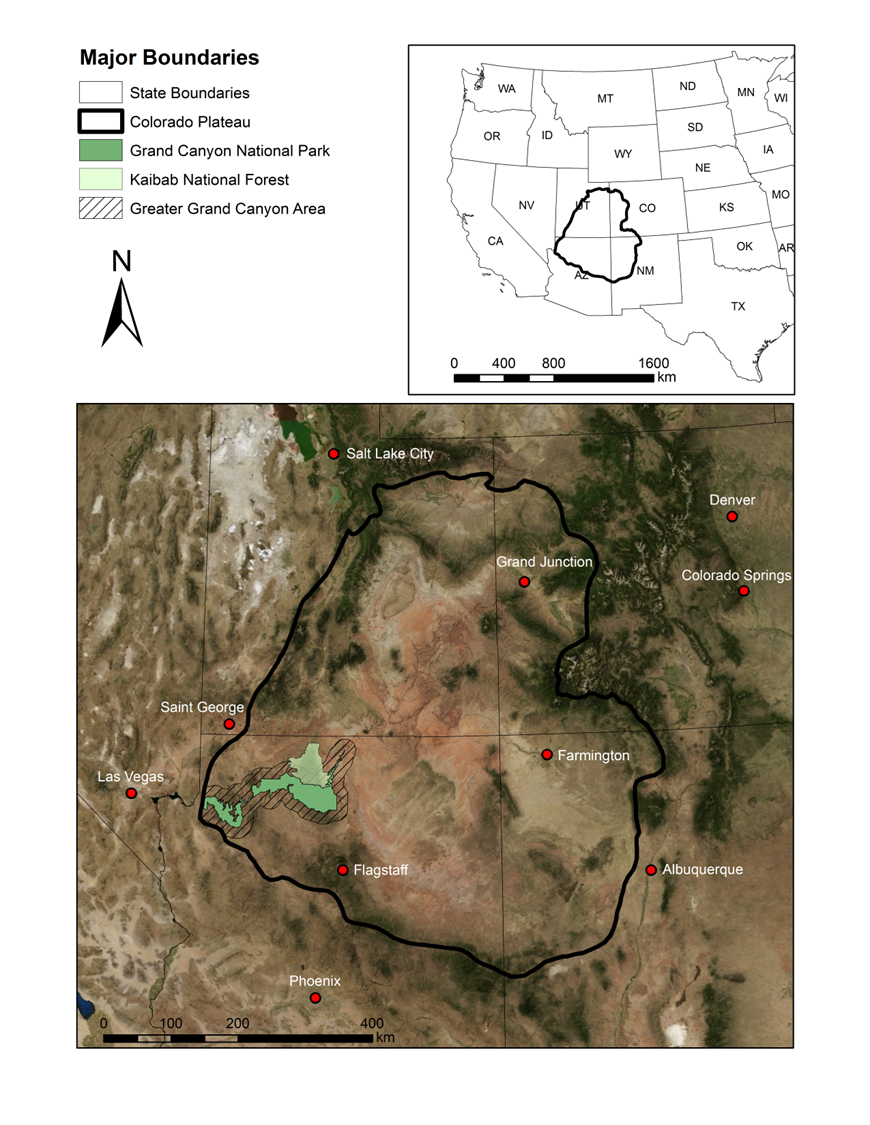 Major Boundaries
State Boundaries
Colorado Plateau
Grand Canyon National Park
Kaibab National Forest
Greater Grand Canyon Area
N
WA
MT
ND
MN
WI
OR
ID
SD
WY
IA
NE
NV
UT
CO
KS
MO
CA
OK
AR
AZ
NM
TX
0 400 800 1600
km
Salt Lake City
Denver
Grand Junction
Colorado Springs
Saint George
Farmington
Las Vegas
Flagstaff
Albuquerque
Phoenix
0 100 200 400
km